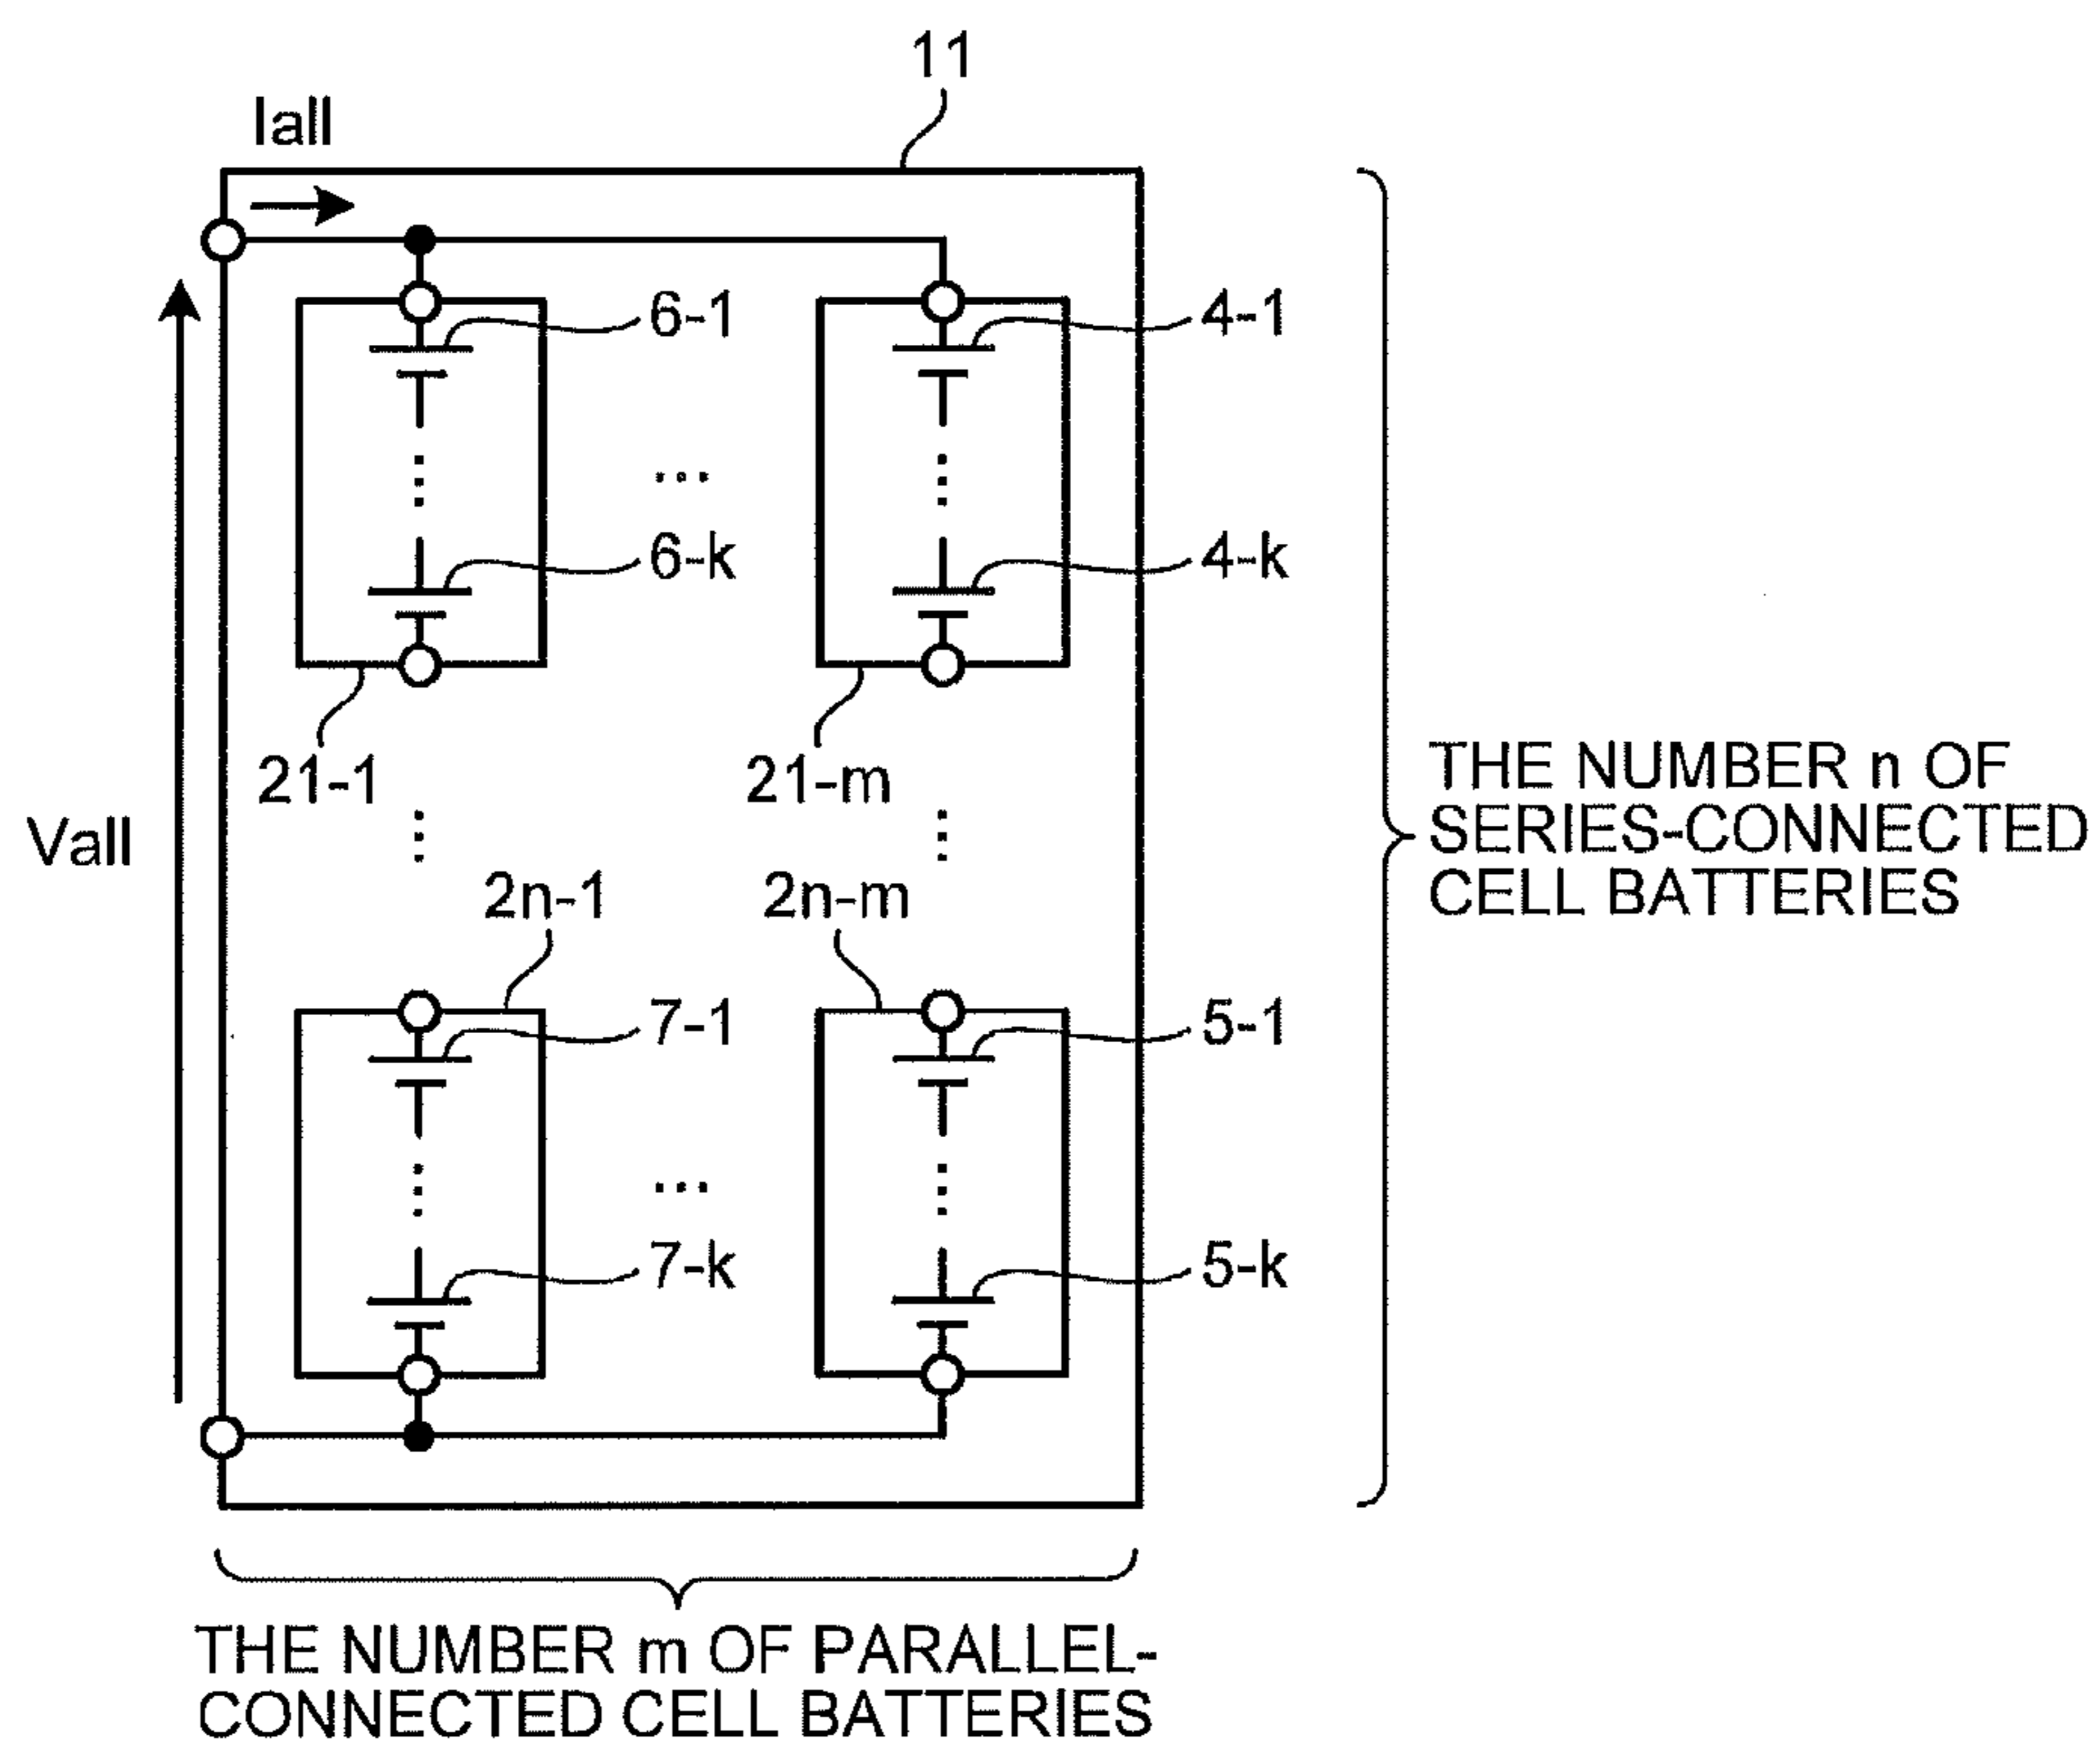 11
Iall
6-1
4-1
6-k
4-k
21-1
21-m
Vall
THE NUMBER n OF
SERIES-CONNECTED
CELL BATTERIES
2n-1
2n-m
7-1
5-1
7-k
5-k
THE NUMBER m OF PARALLEL-
CONNECTED CELL BATTERIES